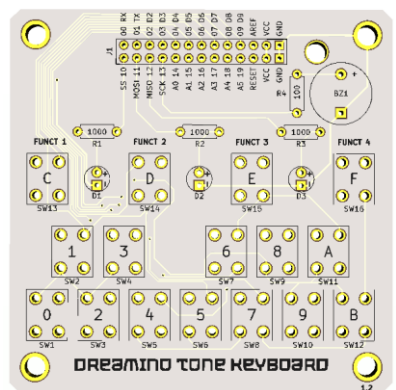 00 RX
01 TX
02 D2
03 D3
04 D4
05 D5
06 D6
07 D7
08 D8
09 D9
AREF
VCC
GND
J1
SS 10
MOSI 11
MISO 12
SCK 13
A0 14
A1 15
A2 16
A3 17
A4 18
A5 19
RESET
VCC
GND
R4
100
+
BZ1
1000
1000
1000
R1
R2
R3
FUNCT 1
FUNCT 2
FUNCT 3
FUNCT 4
C
D
E
F
+
+
+
D1
D2
D3
SW13
SW14
SW15
SW16
1
3
6
8
A
SW2
SW4
SW7
SW9
SW11
0
2
4
5
7
9
B
SW1
SW3
SW5
SW6
SW8
SW10
SW12
DREAMINO TONE KEYBOARD
1.2